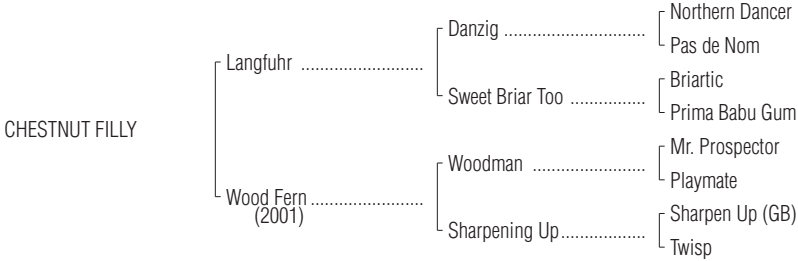 Northern Dancer
Danzig ..............................
Pas de Nom
Langfuhr .........................
Briartic
Sweet Briar Too ................
Prima Babu Gum
CHESTNUT FILLY
Mr. Prospector
Woodman ........................
Playmate
Wood Fern ........................
(2001)
Sharpen Up (GB)
Sharpening Up..................
Twisp